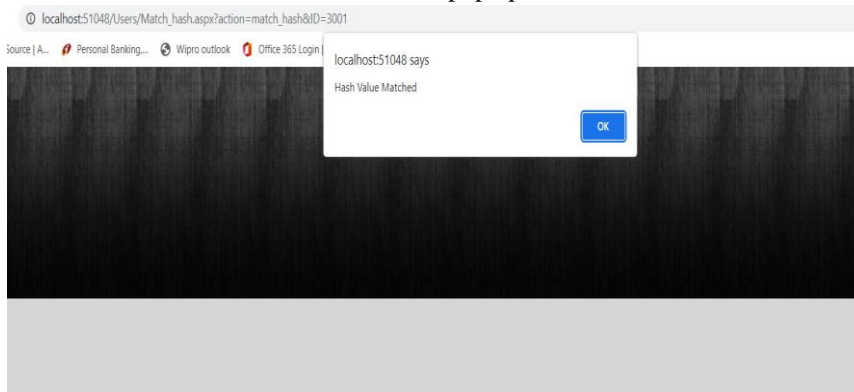 localhost:51048/Users/Match_hash.aspx?action=match_hash&ID=3001
Source | A... Personal Banking,... Wipro outlook Office 365 Login |
localhost:51048 says
Hash Value Matched
OK